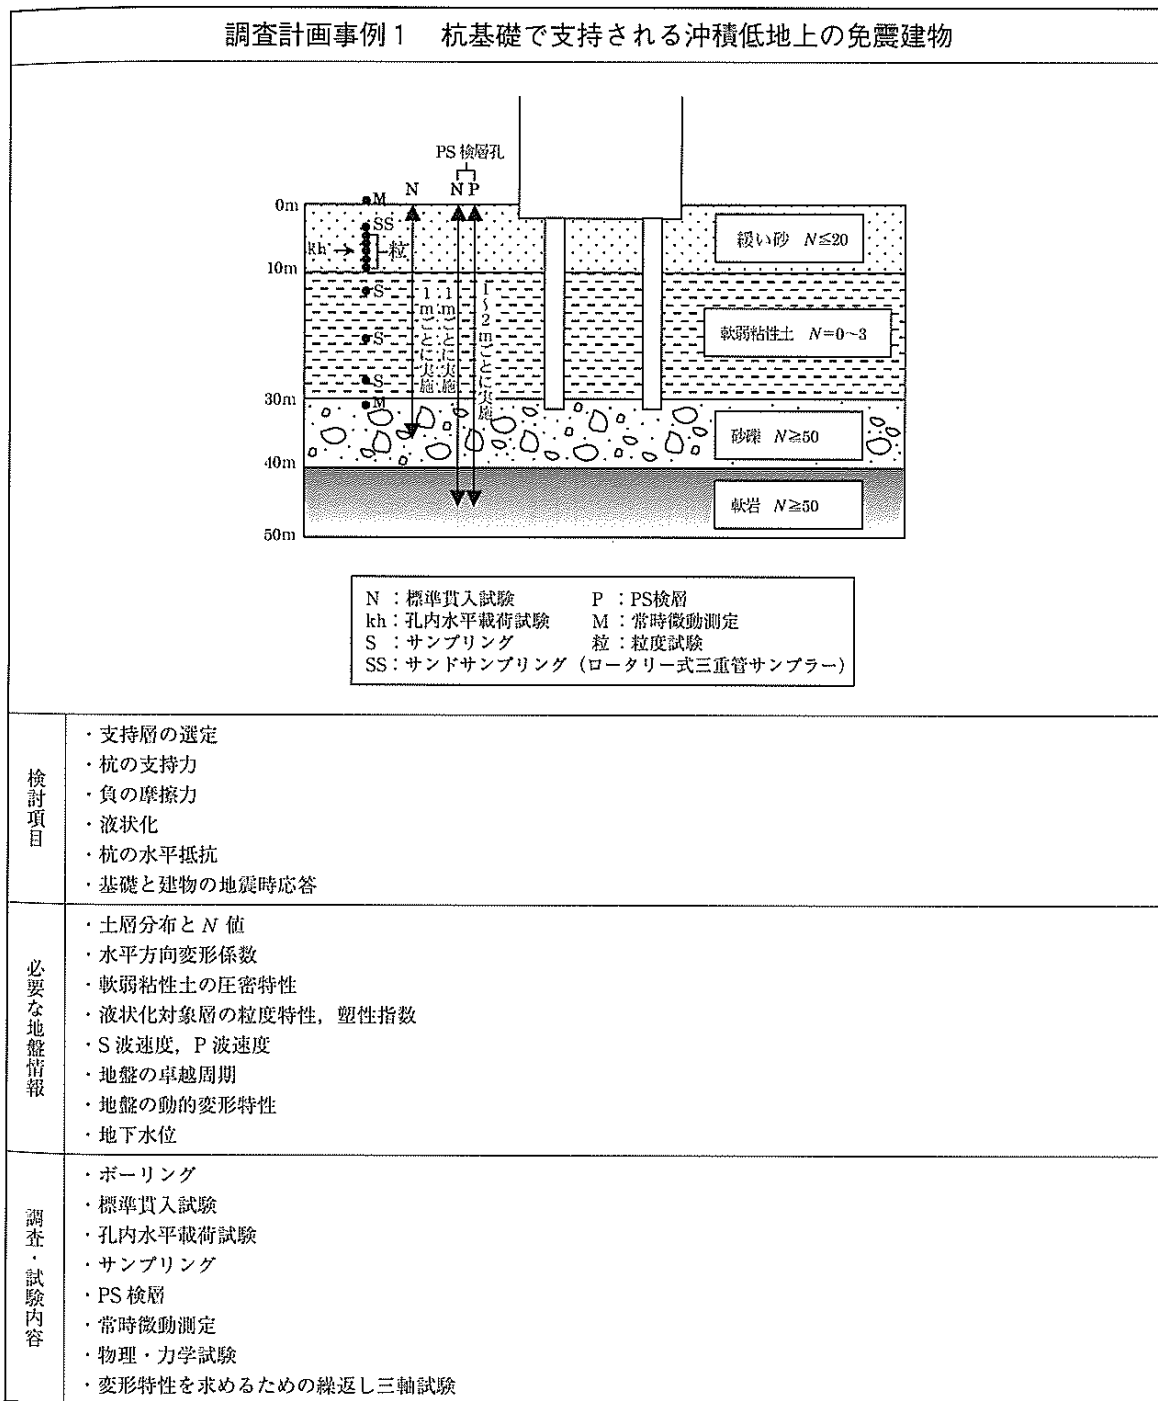 調査計画事例1　杭基礎で支持される沖積低地上の免震建物
PS検層孔
M N N P
0m
SS
kh 粒
10m
S
S
S
M
30m
40m
50m
1mごとに実施
1mごとに実施
1~2mごとに実施
緩い砂 N≦20
軟弱粘性土 N=0~3
砂礫 N≧50
軟岩 N≧50
N：標準貫入試験　P：PS検層
kh：孔内水平載荷試験　M：常時微動測定
S：サンプリング　粒：粒度試験
SS：サンドサンプリング（ロータリー式三重管サンプラー）
検討項目
・支持層の選定
・杭の支持力
・負の摩擦力
・液状化
・杭の水平抵抗
・基礎と建物の地震時応答
必要な地盤情報
・土層分布とN値
・水平方向変形係数
・軟弱粘性土の圧密特性
・液状化対象層の粒度特性，塑性指数
・S波速度，P波速度
・地盤の卓越周期
・地盤の動的変形特性
・地下水位
調査・試験内容
・ボーリング
・標準貫入試験
・孔内水平載荷試験
・サンプリング
・PS検層
・常時微動測定
・物理・力学試験
・変形特性を求めるための繰返し三軸試験